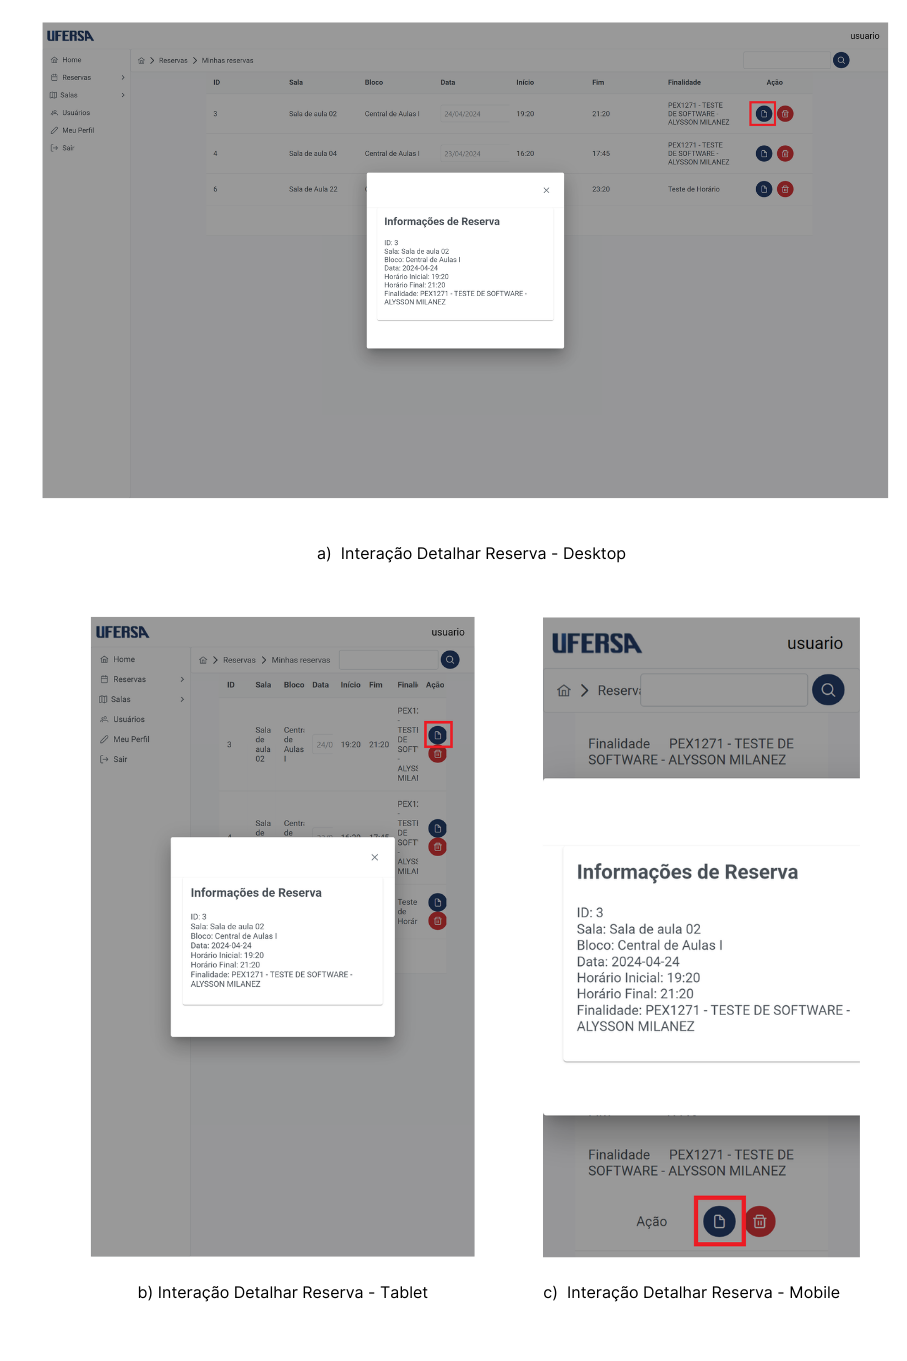 UFERSA
usuario
Home
Reservas > Minhas reservas
Reservas
Salas
Usuários
Meu Perfil
Sair
ID Sala Bloco Data Início Fim Finalidade Ação
3 Sala de aula 02 Central de Aulas I 24/04/2024 19:20 21:20 PEX1271 - TESTE
DE SOFTWARE -
ALYSSON MILANEZ
4 Sala de aula 04 Central de Aulas I 23/04/2024 16:20 17:45 PEX1271 - TESTE
DE SOFTWARE -
ALYSSON MILANEZ
6 Sala de Aula 22 23:20 Teste de Horário
Informações de Reserva
ID: 3
Sala: Sala de aula 02
Bloco: Central de Aulas I
Data: 2024-04-24
Horário Inicial: 19:20
Horário Final: 21:20
Finalidade: PEX1271 - TESTE DE SOFTWARE -
ALYSSON MILANEZ
a) Interação Detalhar Reserva - Desktop
UFERSA
usuario
Home
Reservas > Minhas reservas
Reservas
Salas
Usuários
Meu Perfil
Sair
ID Sala Bloco Data Início Fim Finali Ação
PEX1:
-
Sala Centr: TESTI
de de DE
3 aula Aulas 24/0 19:20 21:20 SOFT
02 I -
ALYSS
MILAI
PEX1:
-
Sala Centr: TESTI
de de DE
16:20 17:45 SOFT
-
ALYSS
MILAI
Teste
de
Horár
Informações de Reserva
ID: 3
Sala: Sala de aula 02
Bloco: Central de Aulas I
Data: 2024-04-24
Horário Inicial: 19:20
Horário Final: 21:20
Finalidade: PEX1271 - TESTE DE SOFTWARE -
ALYSSON MILANEZ
b) Interação Detalhar Reserva - Tablet
UFERSA
usuario
> Reserv
Finalidade PEX1271 - TESTE DE
SOFTWARE - ALYSSON MILANEZ
Informações de Reserva
ID: 3
Sala: Sala de aula 02
Bloco: Central de Aulas I
Data: 2024-04-24
Horário Inicial: 19:20
Horário Final: 21:20
Finalidade: PEX1271 - TESTE DE SOFTWARE -
ALYSSON MILANEZ
Finalidade PEX1271 - TESTE DE
SOFTWARE - ALYSSON MILANEZ
Ação
c) Interação Detalhar Reserva - Mobile